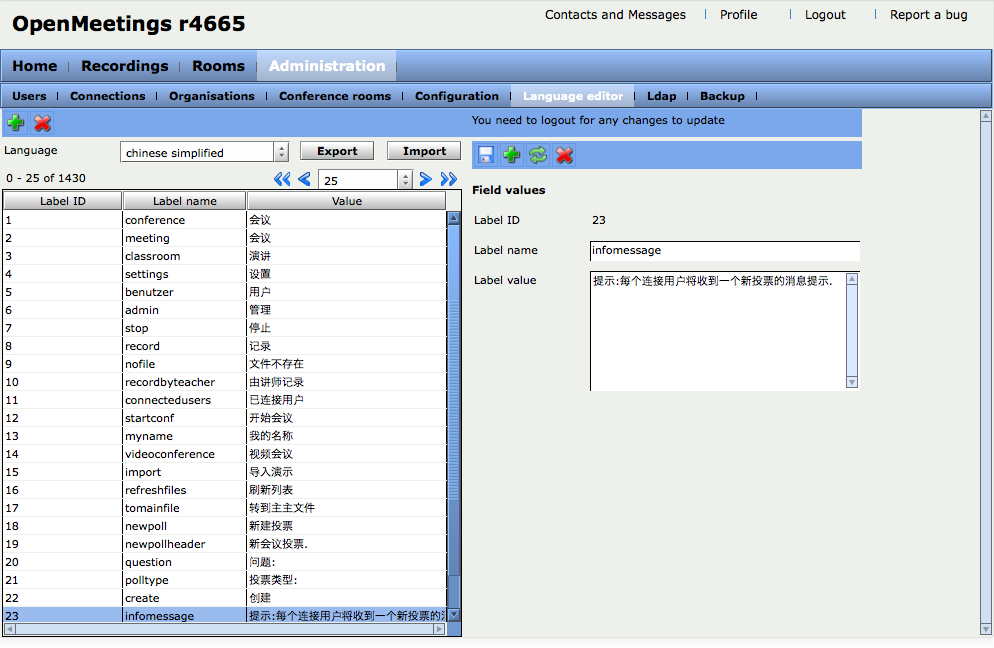 OpenMeetings r4665
Contacts and Messages Profile Logout Report a bug
Home Recordings Rooms Administration
Users Connections Organisations Conference rooms Configuration Language editor Ldap Backup
You need to logout for any changes to update
Language chinese simplified Export Import
0 - 25 of 1430 25
Label ID Label name Value
1 conference 会议
2 meeting 会议
3 classroom 演讲
4 settings 设置
5 benutzer 用户
6 admin 管理
7 stop 停止
8 record 记录
9 nofile 文件不存在
10 recordbyteacher 由讲师记录
11 connectedusers 已连接用户
12 startconf 开始会议
13 myname 我的名称
14 videoconference 视频会议
15 import 导入演示
16 refreshfiles 刷新列表
17 tomainfile 转到主主文件
18 newpoll 新建投票
19 newpollheader 新会议投票.
20 question 问题:
21 polltype 投票类型:
22 create 创建
23 infomessage 提示:每个连接用户将收到一个新投票的
Field values
Label ID 23
Label name infomessage
Label value 提示:每个连接用户将收到一个新投票的消息提示.